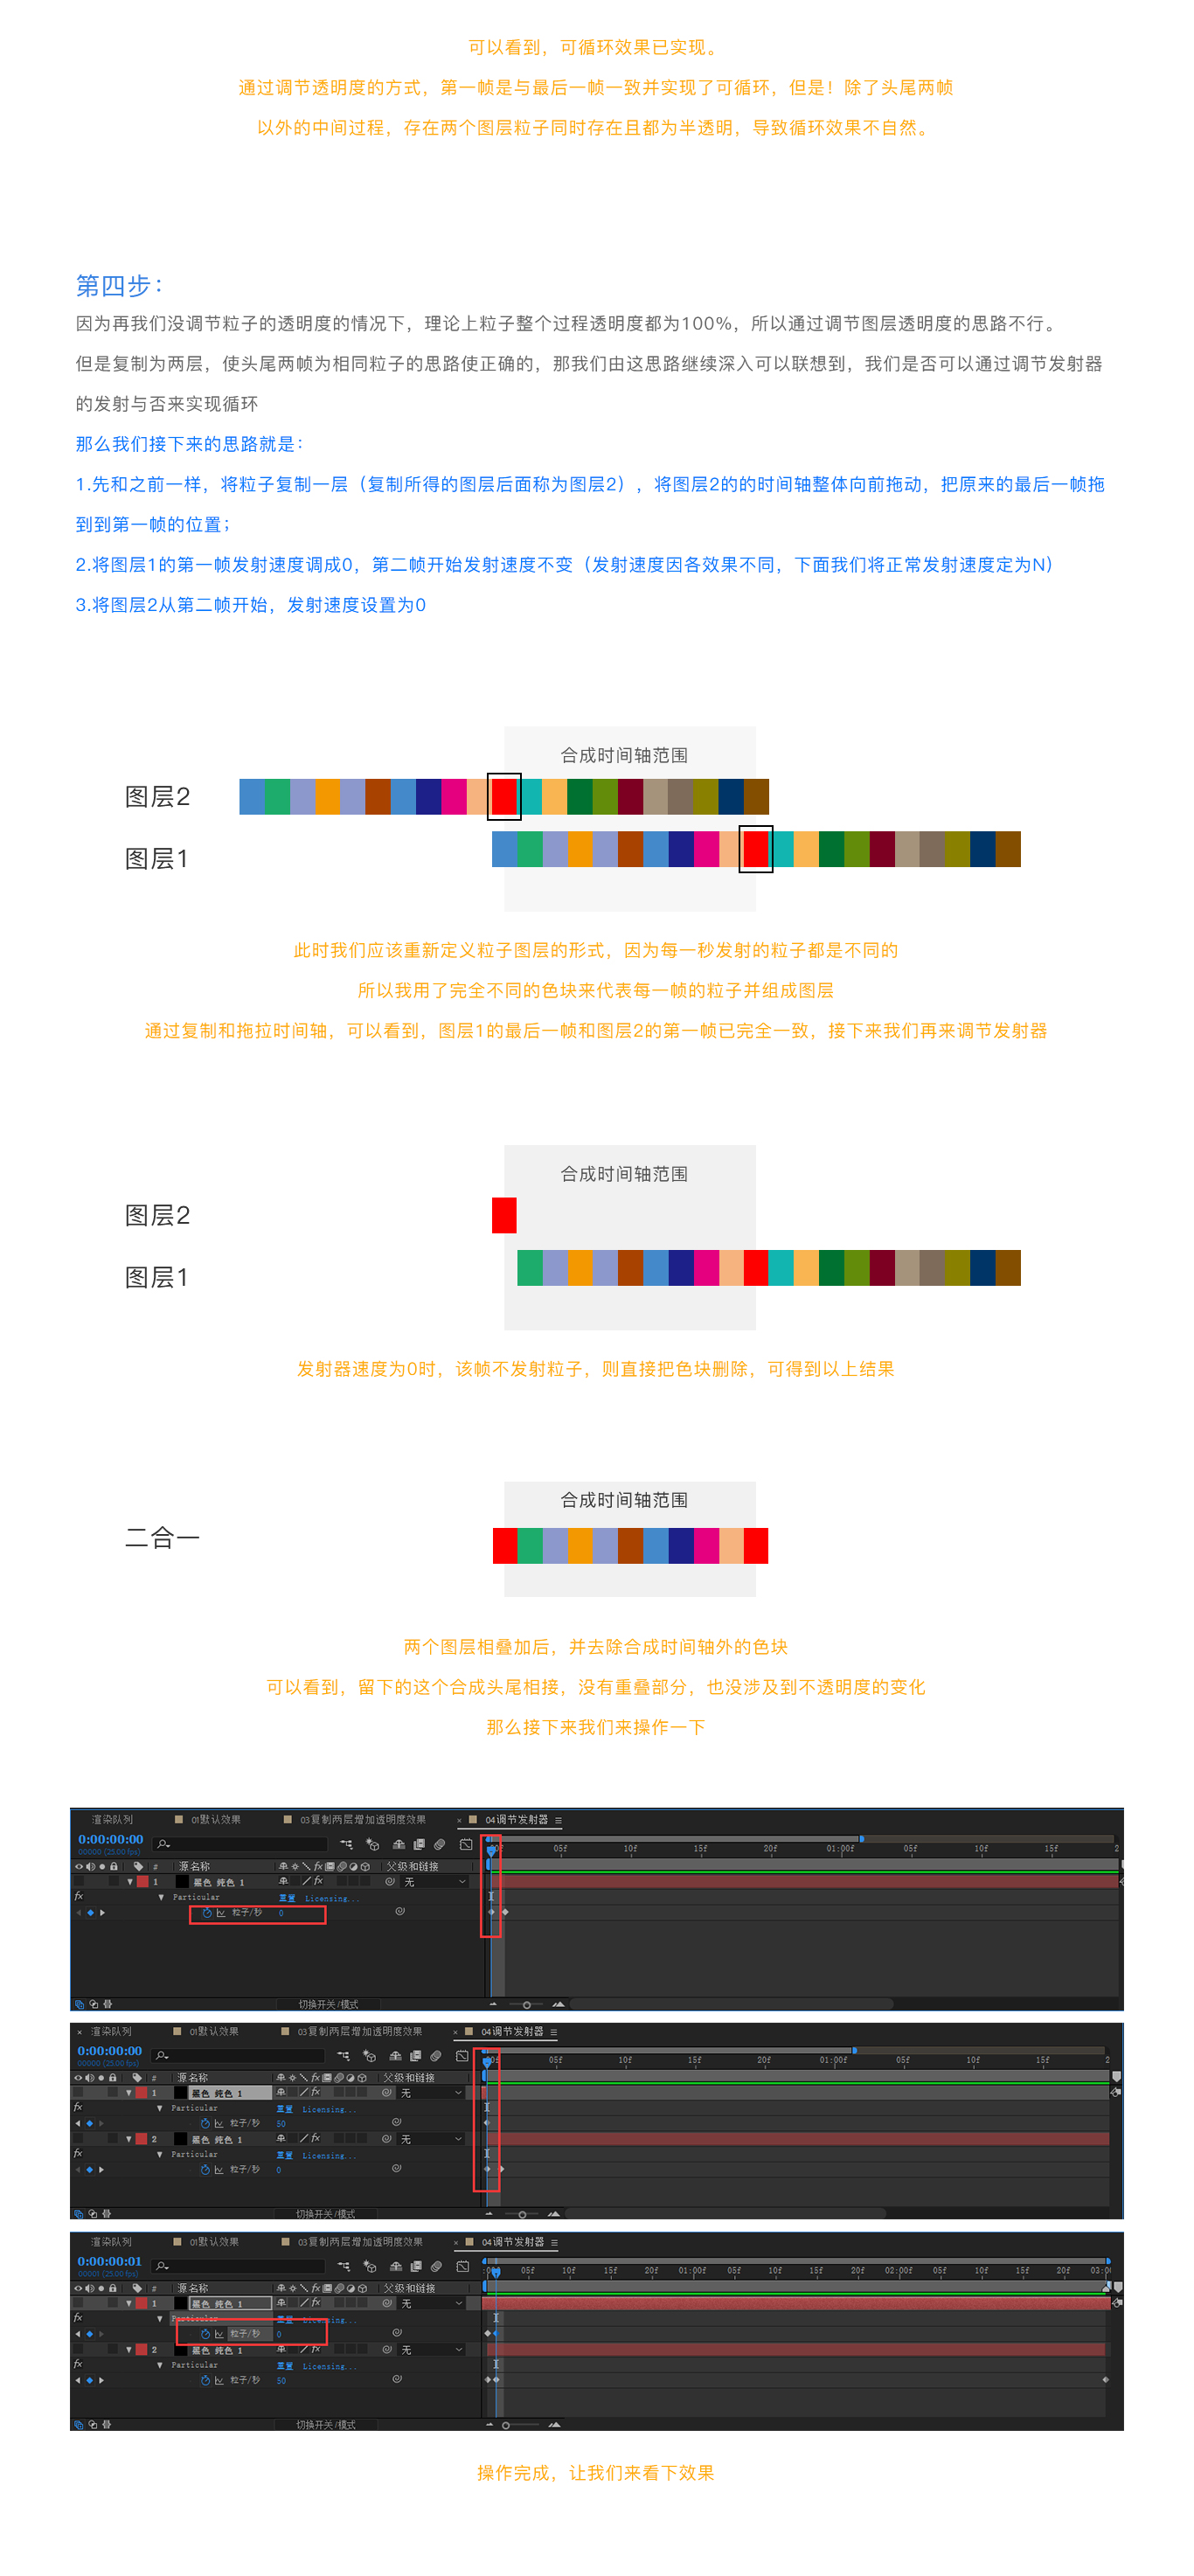 可以看到，可循环效果已实现。
通过调节透明度的方式，第一帧是与最后一帧一致并实现了可循环，但是！除了头尾两帧
以外的中间过程，存在两个图层粒子同时存在且都为半透明，导致循环效果不自然。
第四步：
因为再我们没调节粒子的透明度的情况下，理论上粒子整个过程透明度都为100%，所以通过调节图层透明度的思路不行。
但是复制为两层，使头尾两帧为相同粒子的思路使正确的，那我们由这思路继续深入可以联想到，我们是否可以通过调节发射器
的发射与否来实现循环
那么我们接下来的思路就是：
1.先和之前一样，将粒子复制一层（复制所得的图层后面称为图层2），将图层2的的时间轴整体向前拖动，把原来的最后一帧拖
到到第一帧的位置；
2.将图层1的第一帧发射速度调成0，第二帧开始发射速度不变（发射速度因各效果不同，下面我们将正常发射速度定为N）
3.将图层2从第二帧开始，发射速度设置为0
合成时间轴范围
图层2
图层1
此时我们应该重新定义粒子图层的形式，因为每一秒发射的粒子都是不同的
所以我用了完全不同的色块来代表每一帧的粒子并组成图层
通过复制和拖拉时间轴，可以看到，图层1的最后一帧和图层2的第一帧已完全一致，接下来我们再来调节发射器
合成时间轴范围
图层2
图层1
发射器速度为0时，该帧不发射粒子，则直接把色块删除，可得到以上结果
合成时间轴范围
二合一
两个图层相叠加后，并去除合成时间轴外的色块
可以看到，留下的这个合成头尾相接，没有重叠部分，也没涉及到不透明度的变化
那么接下来我们来操作一下
渲染队列 01默认效果 03复制两层增加透明度效果 × 04调节发射器
0:00:00:00 05f 10f 15f 20f 01:00f 05f 10f 15f 2
00000 (25.00 fps)
# 源名称 fx 父级和链接
1 黑色 纯色 1 fx 无
fx Particular 重置 Licensing...
粒子/秒 0
切换开关/模式
× 渲染队列 01默认效果 03复制两层增加透明度效果 × 04调节发射器
0:00:00:00 05f 10f 15f 20f 01:00f 05f 10f 15f 2
00000 (25.00 fps)
# 源名称 fx 父级和链接
1 黑色 纯色 1 fx 无
fx Particular 重置 Licensing...
粒子/秒 50
2 黑色 纯色 1 fx 无
fx Particular 重置 Licensing...
粒子/秒 0
切换开关/模式
渲染队列 01默认效果 03复制两层增加透明度效果 × 04调节发射器
0:00:00:01 05f 10f 15f 20f 01:00f 05f 10f 15f 20f 02:00f 05f 10f 15f 20f
00001 (25.00 fps)
# 源名称 fx 父级和链接
1 黑色 纯色 1 fx 无
fx Particular 重置 Licensing...
粒子/秒 0
2 黑色 纯色 1 fx 无
fx Particular 重置 Licensing...
粒子/秒 50
切换开关/模式
操作完成，让我们来看下效果